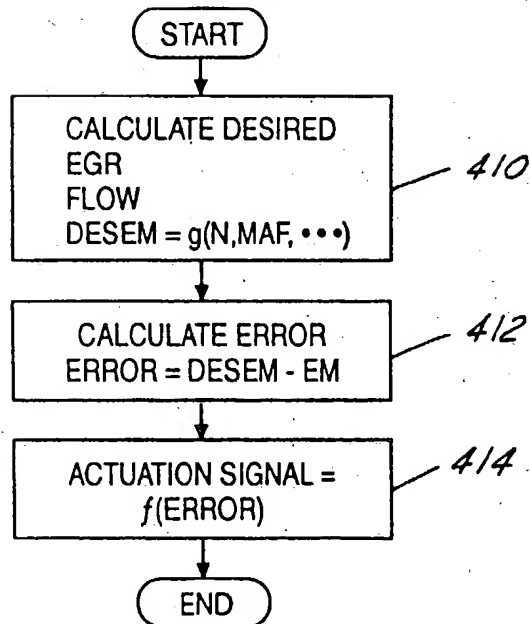 START
CALCULATE DESIRED
EGR
FLOW
DESEM = g(N,MAF, •••)
410
CALCULATE ERROR
ERROR = DESEM - EM
412
ACTUATION SIGNAL =
f(ERROR)
414
END